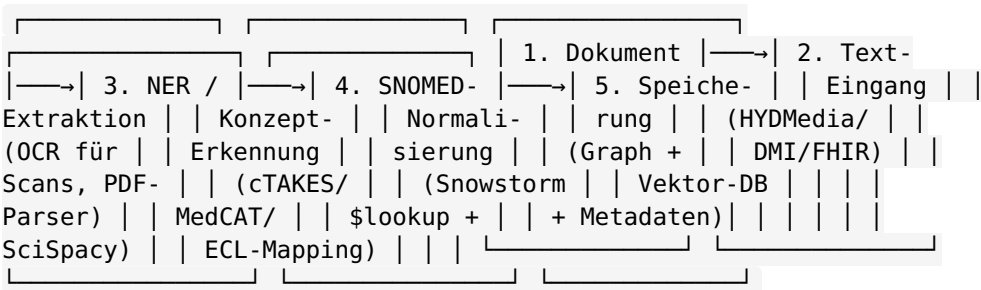 ┌──────────────┐ ┌───────────────┐ ┌─────────────────┐
┌────────────────┐ ┌──────────────┐ │ 1. Dokument │──→│ 2. Text-
│──→│ 3. NER / │──→│ 4. SNOMED- │──→│ 5. Speiche- │ │ Eingang │ │
Extraktion │ │ Konzept- │ │ Normali- │ │ rung │ │ (HYDMedia/ │ │
(OCR für │ │ Erkennung │ │ sierung │ │ (Graph + │ │ DMI/FHIR) │ │
Scans, PDF- │ │ (cTAKES/ │ │ (Snowstorm │ │ Vektor-DB │ │ │ │
Parser) │ │ MedCAT/ │ │ $lookup + │ │ + Metadaten)│ │ │ │ │ │
SciSpacy) │ │ ECL-Mapping) │ │ │ └──────────────┘ └───────────────┘
└─────────────────┘ └────────────────┘ └──────────────┘